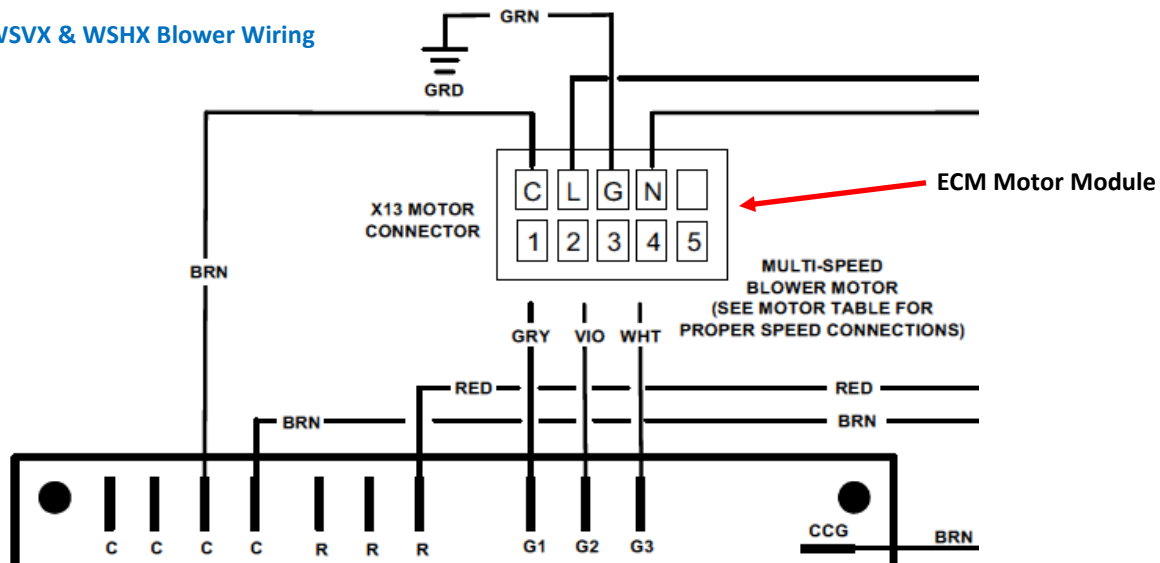 GRN
WSVX & WSHX Blower Wiring
GRD
C L G N
ECM Motor Module
X13 MOTOR
CONNECTOR
1 2 3 4 5
BRN
MULTI-SPEED
BLOWER MOTOR
(SEE MOTOR TABLE FOR
PROPER SPEED CONNECTIONS)
GRY VIO WHT
RED RED
BRN BRN
CCG BRN
C C C C R R R G1 G2 G3